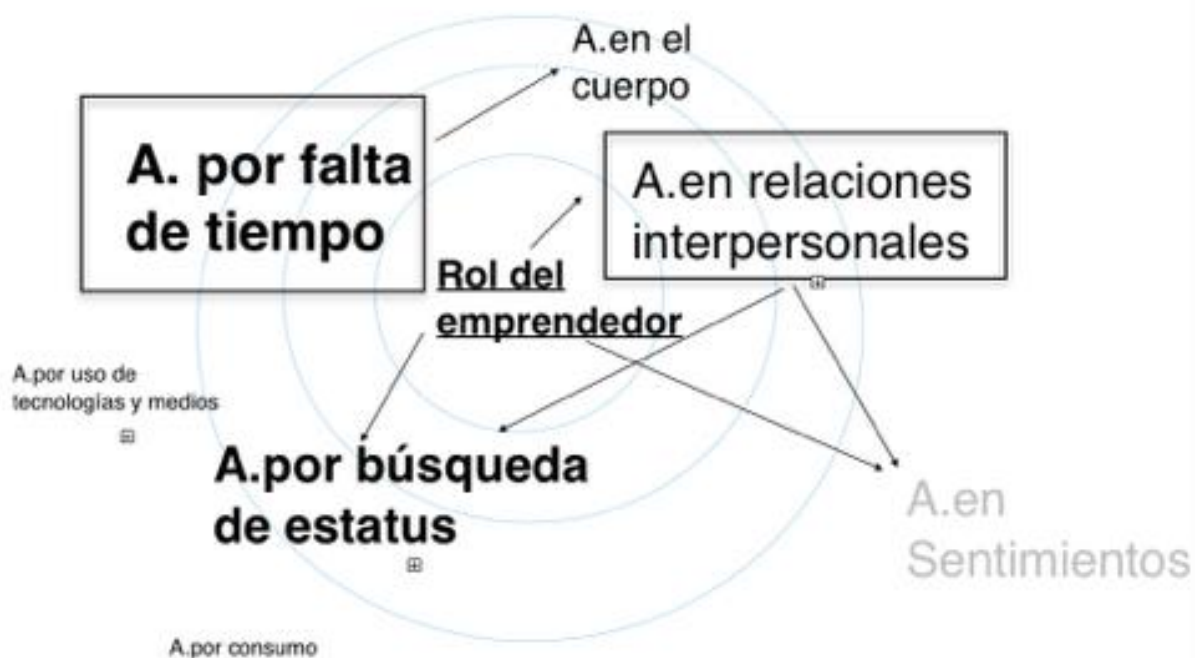 A.en el
cuerpo
A. por falta
de tiempo
A.en relaciones
interpersonales
Rol del
emprendedor
A.por uso de
tecnologías y medios
A.por búsqueda
de estatus
A.en
Sentimientos
A.por consumo